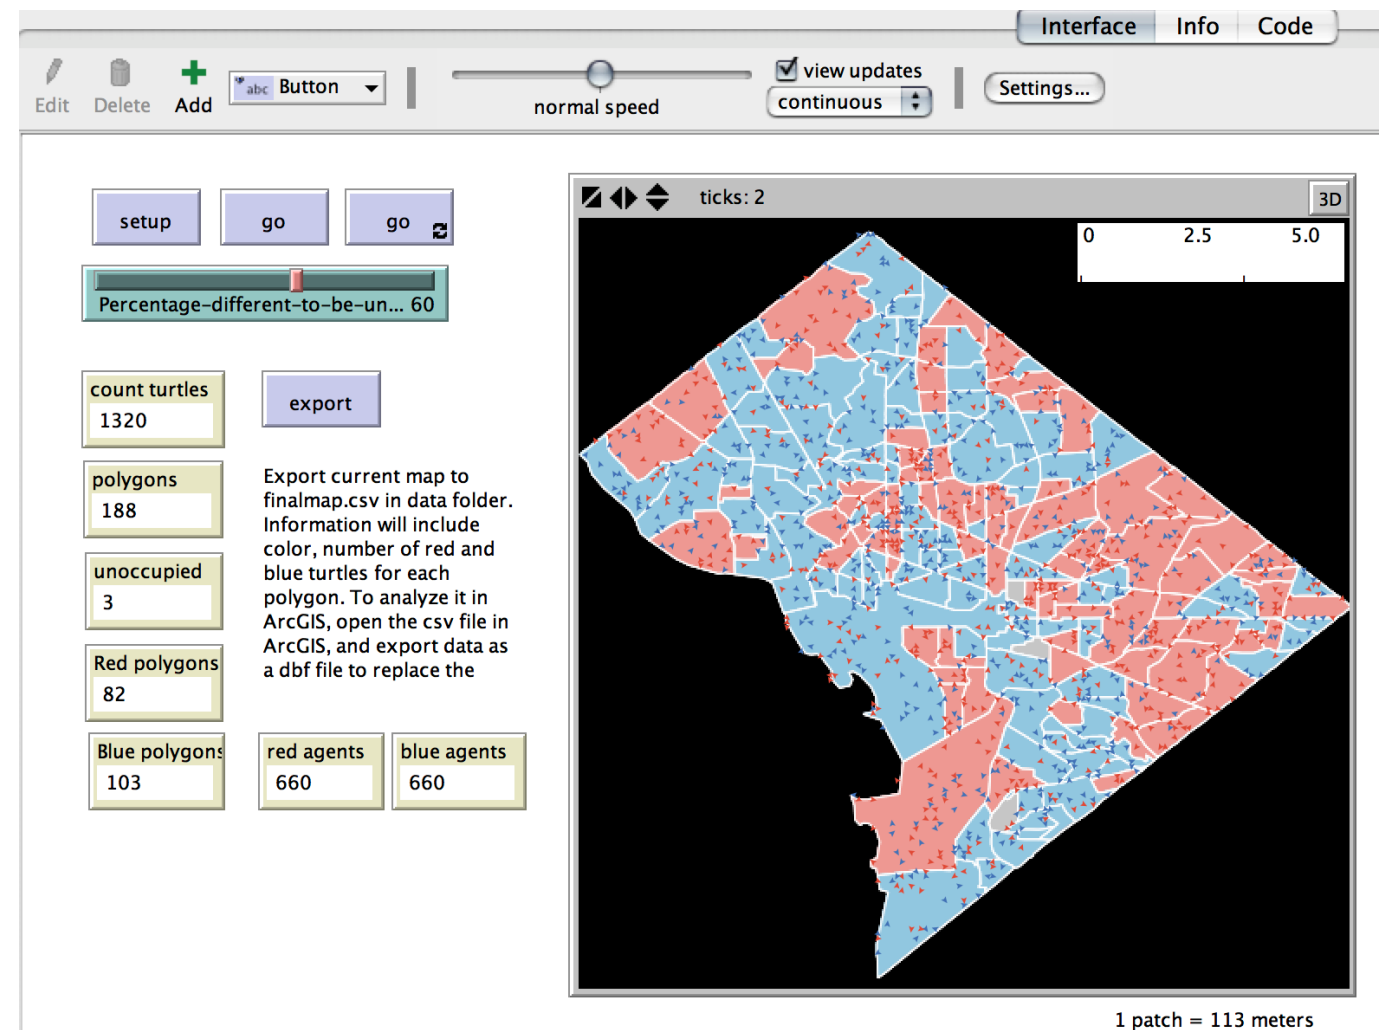 Interface Info Code
Edit Delete Add abc Button normal speed view updates continuous Settings...
setup go go
ticks: 2 3D
0 2.5 5.0
Percentage-different-to-be-un... 60
count turtles
1320
export
polygons
188
Export current map to
finalmap.csv in data folder.
Information will include
color, number of red and
blue turtles for each
polygon. To analyze it in
ArcGIS, open the csv file in
ArcGIS, and export data as
a dbf file to replace the
unoccupied
3
Red polygons
82
Blue polygons
103
red agents
660
blue agents
660
1 patch = 113 meters